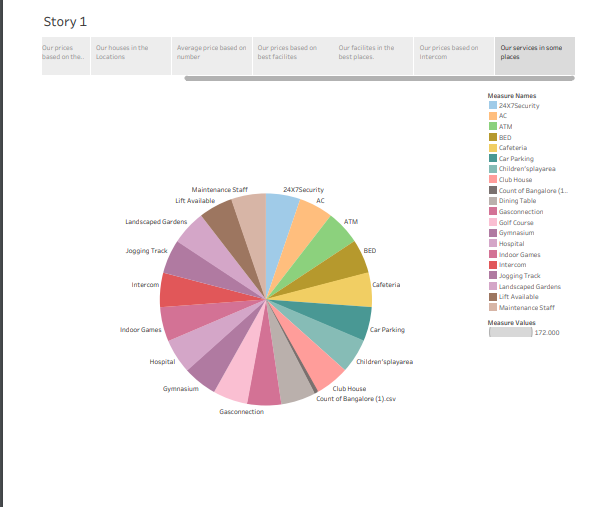 Story 1
Our prices
based on the..
Our houses in the
Locations
Average price based on
number
Our prices based on
best facilites
Our facilites in the
best places.
Our prices based on
Intercom
Our services in some
places
Measure Names
24X7Security
AC
ATM
BED
Cafeteria
Car Parking
Children'splayarea
Club House
Count of Bangalore (1..
Dining Table
Gasconnection
Golf Course
Gymnasium
Hospital
Indoor Games
Intercom
Jogging Track
Landscaped Gardens
Lift Available
Maintenance Staff
Measure Values
172.000
Maintenance Staff
24X7Security
Lift Available
AC
Landscaped Gardens
ATM
Jogging Track
BED
Intercom
Cafeteria
Indoor Games
Car Parking
Hospital
Children'splayarea
Gymnasium
Club House
Count of Bangalore (1).csv
Gasconnection